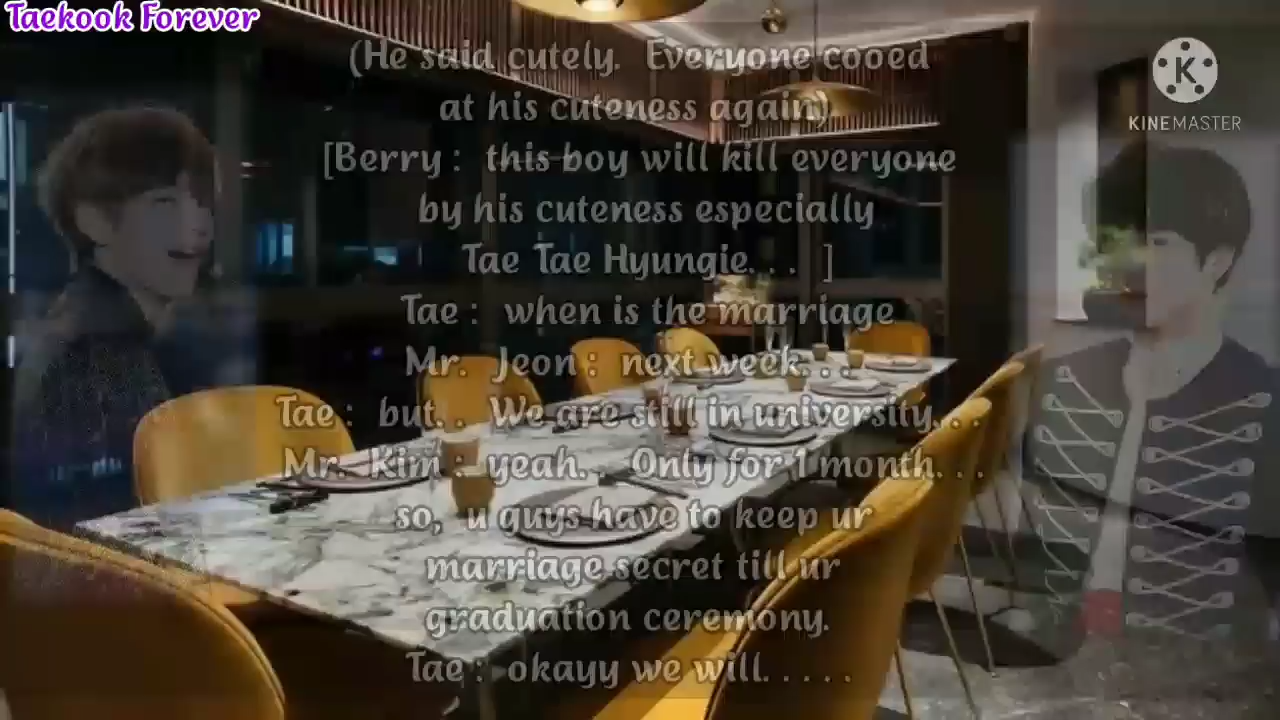 Taekook Forever
(He said cutely. Everyone cooed
at his cuteness again)
[Berry : this boy will kill everyone
by his cuteness especially
Tae Tae Hyungie. . . ]
Tae : when is the marriage
Mr. Jeon : next week. . .
Tae : but. . We are still in university. . .
Mr. Kim : yeah. . Only for 1 month. . .
so, u guys have to keep ur
marriage secret till ur
graduation ceremony.
Tae : okayy we will. . . . .
K
KINEMASTER